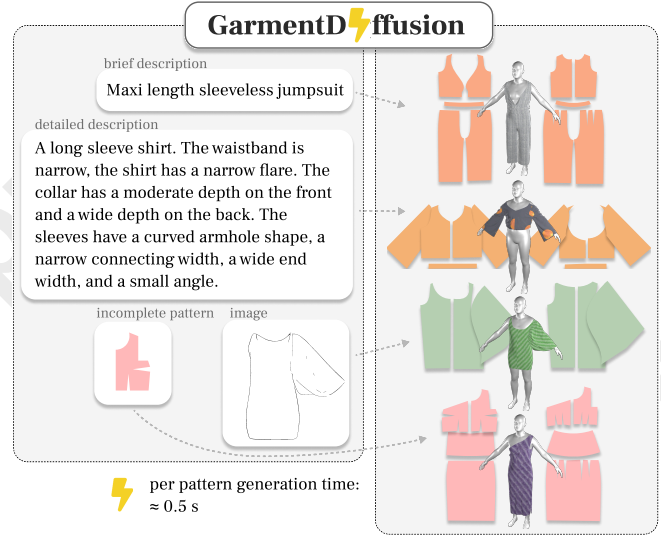 GarmentD⚡ffusion
brief description
Maxi length sleeveless jumpsuit
detailed description
A long sleeve shirt. The waistband is
narrow, the shirt has a narrow flare. The
collar has a moderate depth on the front
and a wide depth on the back. The
sleeves have a curved armhole shape, a
narrow connecting width, a wide end
width, and a small angle.
incomplete pattern
image
per pattern generation time:
≈ 0.5 s